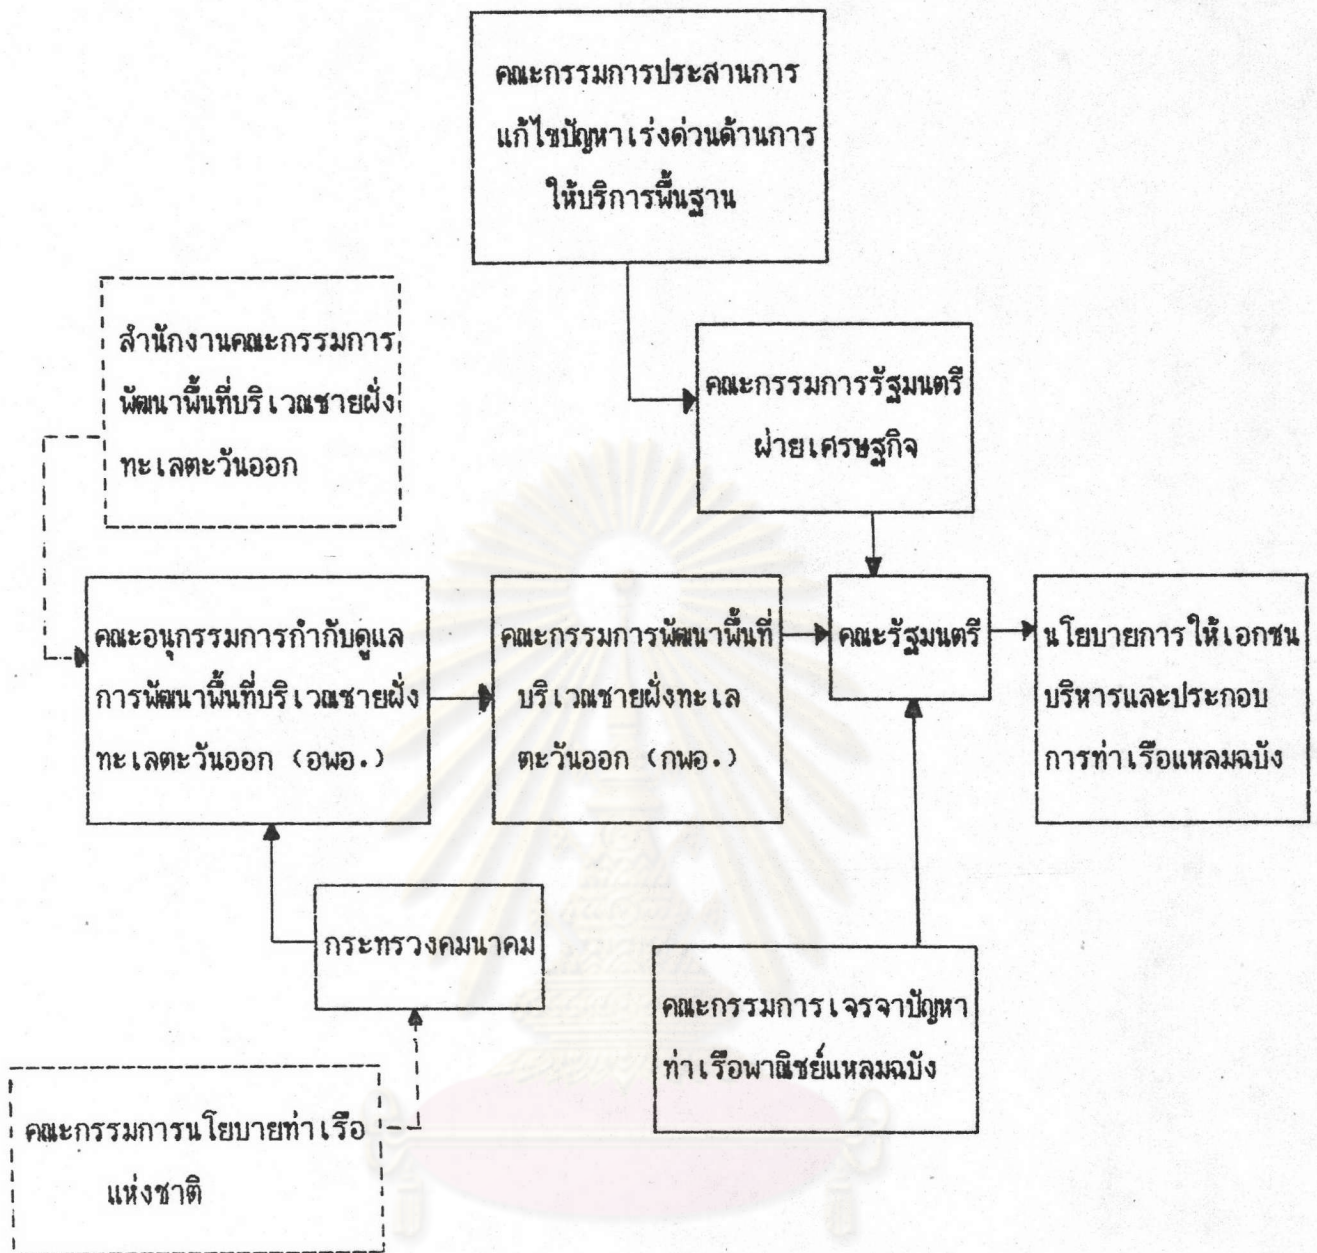 คณะกรรมการประสานการ
แก้ไขปัญหาเร่งด่วนด้านการ
ให้บริการพื้นฐาน
สำนักงานคณะกรรมการ
พัฒนาพื้นที่บริเวณชายฝั่ง
ทะเลตะวันออก
คณะกรรมการรัฐมนตรี
ฝ่ายเศรษฐกิจ
คณะอนุกรรมการกำกับดูแล
การพัฒนาพื้นที่บริเวณชายฝั่ง
ทะเลตะวันออก (อพอ.)
คณะกรรมการพัฒนาพื้นที่
บริเวณชายฝั่งทะเล
ตะวันออก (กพอ.)
คณะรัฐมนตรี
นโยบายการให้เอกชน
บริหารและประกอบ
การท่าเรือแหลมฉบัง
กระทรวงคมนาคม
คณะกรรมการเจรจาปัญหา
ท่าเรือพาณิชย์แหลมฉบัง
คณะกรรมการนโยบายท่าเรือ
แห่งชาติ